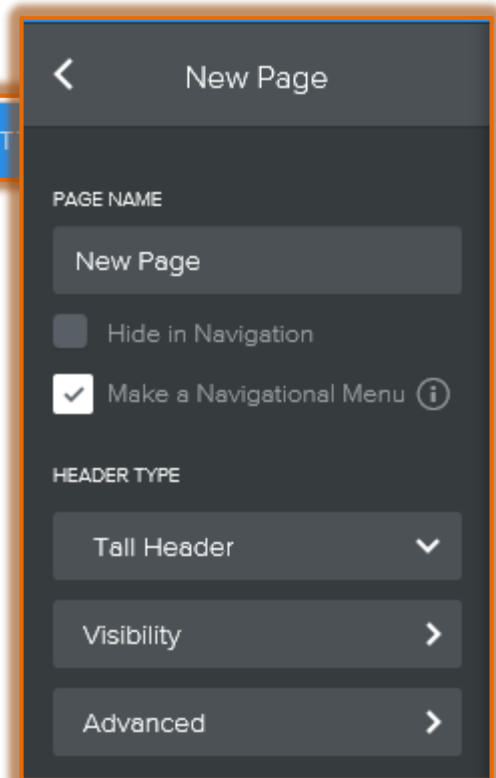 New Page
PAGE NAME
New Page
Hide in Navigation
Make a Navigational Menu
HEADER TYPE
Tall Header
Visibility
Advanced